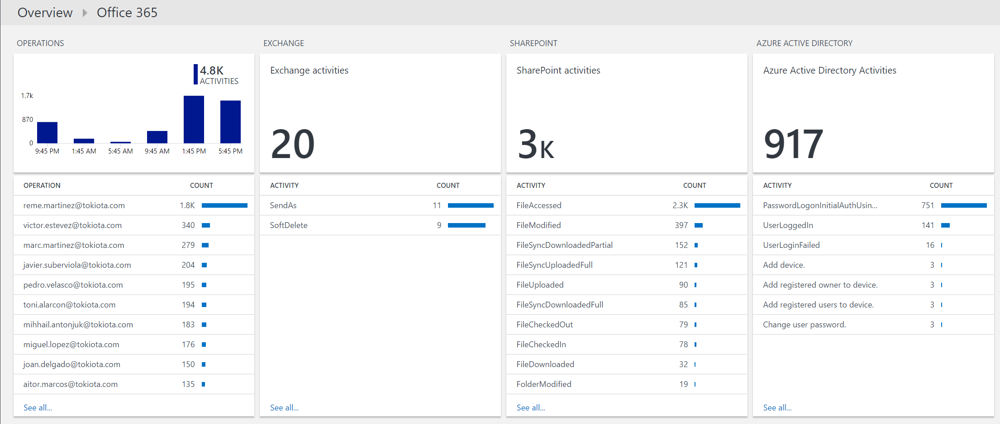 Overview Office 365
OPERATIONS
4.8K
ACTIVITIES
1.7k
870
0
9:45 PM 1:45 AM 5:45 AM 9:45 AM 1:45 PM 5:45 PM
OPERATION COUNT
reme.martinez@tokiota.com 1.8K
victor.estevez@tokiota.com 340
marc.martinez@tokiota.com 279
javier.suberviola@tokiota.com 204
pedro.velasco@tokiota.com 195
toni.alarcon@tokiota.com 194
mihhail.antonjuk@tokiota.com 183
miguel.lopez@tokiota.com 176
joan.delgado@tokiota.com 150
aitor.marcos@tokiota.com 135
See all...
EXCHANGE
Exchange activities
20
ACTIVITY COUNT
SendAs 11
SoftDelete 9
See all...
SHAREPOINT
SharePoint activities
3K
ACTIVITY COUNT
FileAccessed 2.3K
FileModified 397
FileSyncDownloadedPartial 152
FileSyncUploadedFull 121
FileUploaded 90
FileSyncDownloadedFull 85
FileCheckedOut 79
FileCheckedIn 78
FileDownloaded 32
FolderModified 19
See all...
AZURE ACTIVE DIRECTORY
Azure Active Directory Activities
917
ACTIVITY COUNT
PasswordLogonInitialAuthUsin... 751
UserLoggedIn 141
UserLoginFailed 16
Add device. 3
Add registered owner to device. 3
Add registered users to device. 3
Change user password. 3
See all...